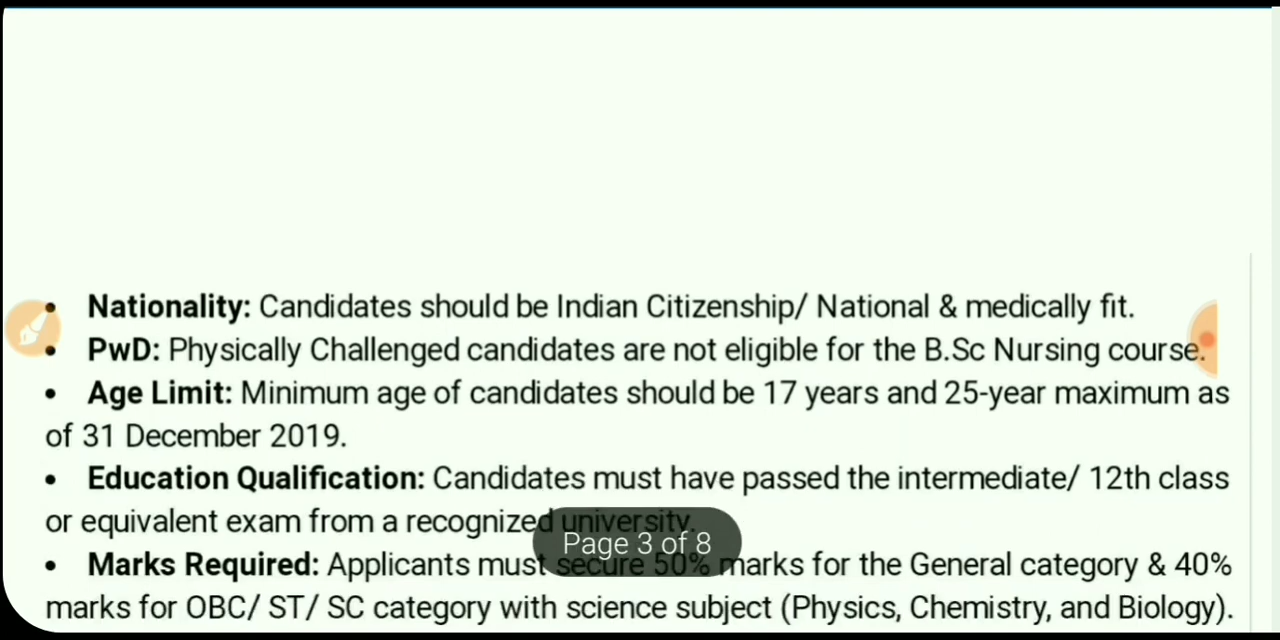 • Nationality: Candidates should be Indian Citizenship/ National & medically fit.
• PwD: Physically Challenged candidates are not eligible for the B.Sc Nursing course.
• Age Limit: Minimum age of candidates should be 17 years and 25-year maximum as
of 31 December 2019.
• Education Qualification: Candidates must have passed the intermediate/ 12th class
or equivalent exam from a recognized university.
Page 3 of 8
• Marks Required: Applicants must secure 50% marks for the General category & 40%
marks for OBC/ ST/ SC category with science subject (Physics, Chemistry, and Biology).